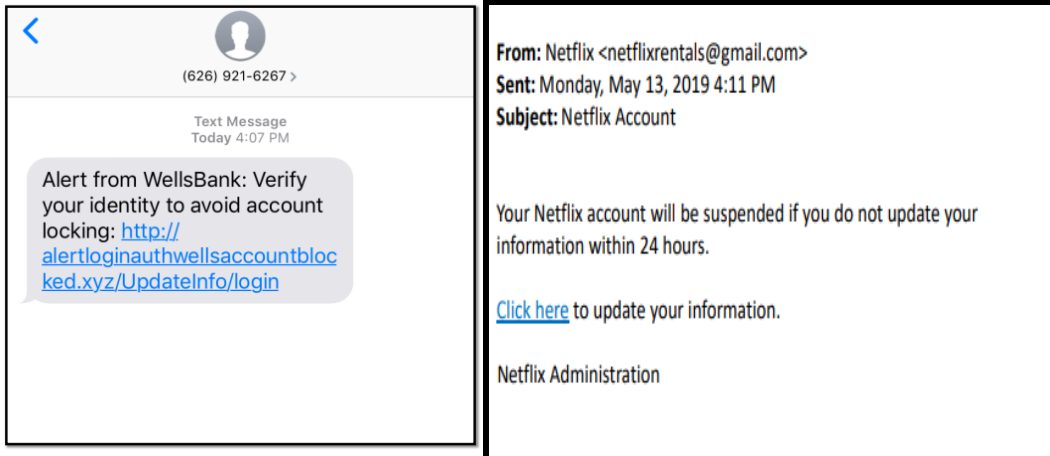 (626) 921-6267 >
Text Message
Today 4:07 PM
Alert from WellsBank: Verify
your identity to avoid account
locking: http://
alertloginauthwellsaccountbloc
ked.xyz/UpdateInfo/login
From: Netflix <netflixrentals@gmail.com>
Sent: Monday, May 13, 2019 4:11 PM
Subject: Netflix Account
Your Netflix account will be suspended if you do not update your
information within 24 hours.
Click here to update your information.
Netflix Administration